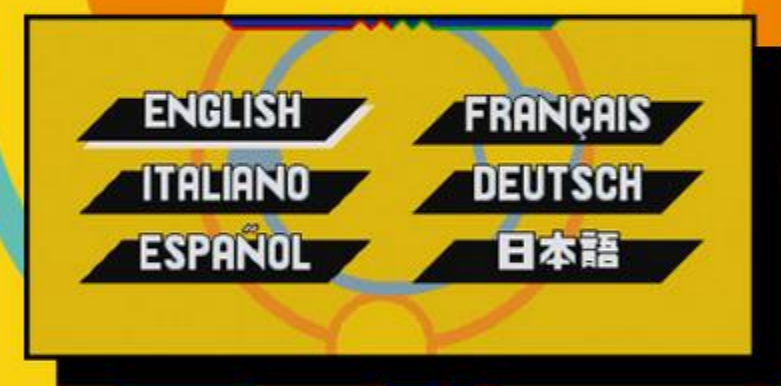 ENGLISH
FRANÇAIS
ITALIANO
DEUTSCH
ESPAÑOL
日本語